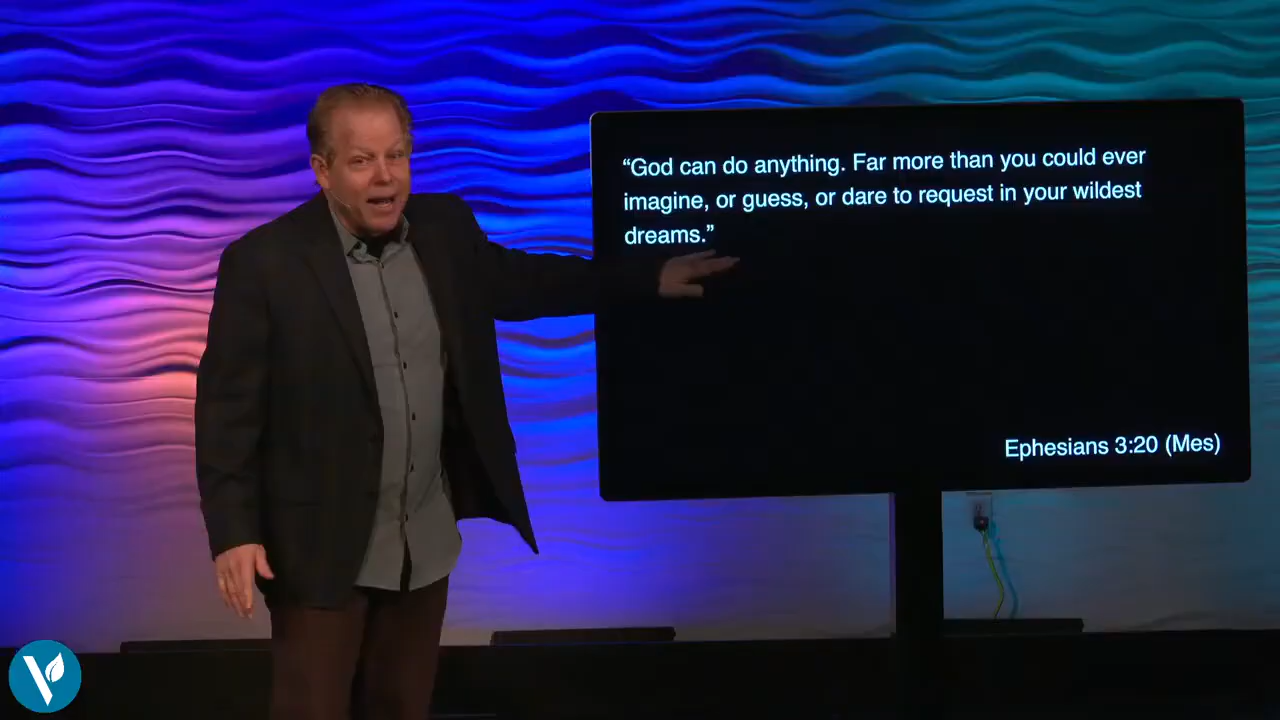 “God can do anything. Far more than you could ever
imagine, or guess, or dare to request in your wildest
dreams.”
Ephesians 3:20 (Mes)